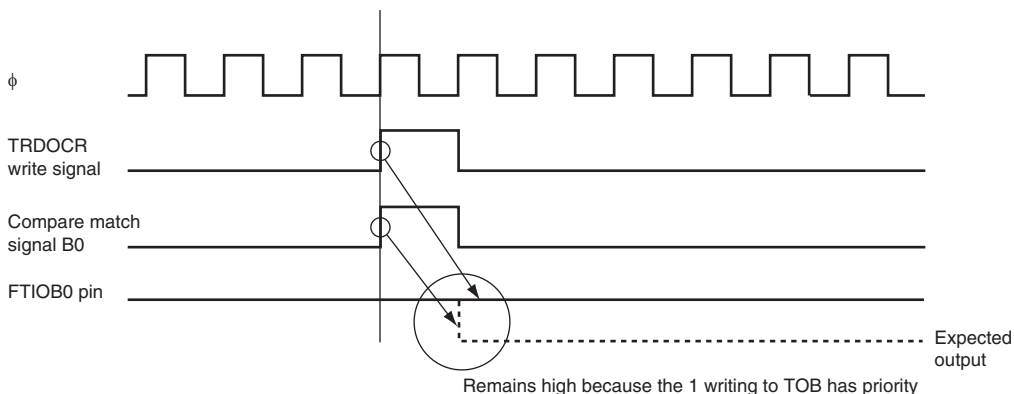 ϕ
TRDOCR
write signal
Compare match
signal B0
FTIOB0 pin
Expected
output
Remains high because the 1 writing to TOB has priority